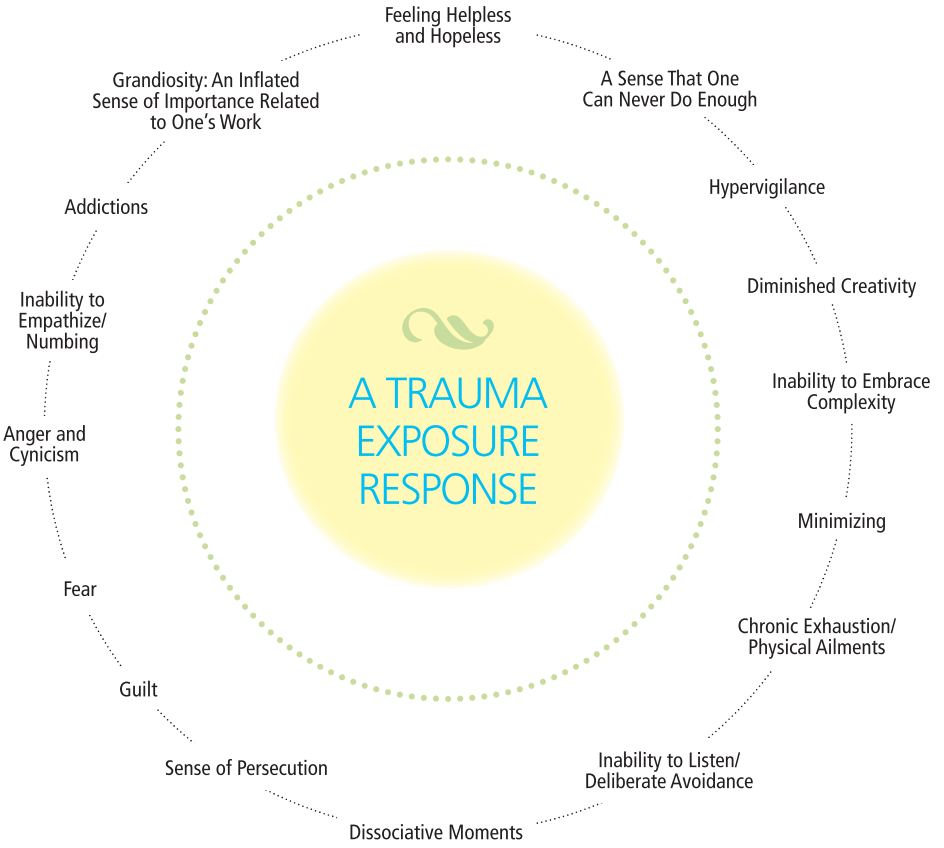 Feeling Helpless
and Hopeless
A Sense That One
Can Never Do Enough
Hypervigilance
Diminished Creativity
Inability to Embrace
Complexity
Minimizing
Chronic Exhaustion/
Physical Ailments
Inability to Listen/
Deliberate Avoidance
Dissociative Moments
Sense of Persecution
Guilt
Fear
Anger and
Cynicism
Inability to
Empathize/
Numbing
Addictions
Grandiosity: An Inflated
Sense of Importance Related
to One’s Work
A TRAUMA
EXPOSURE
RESPONSE